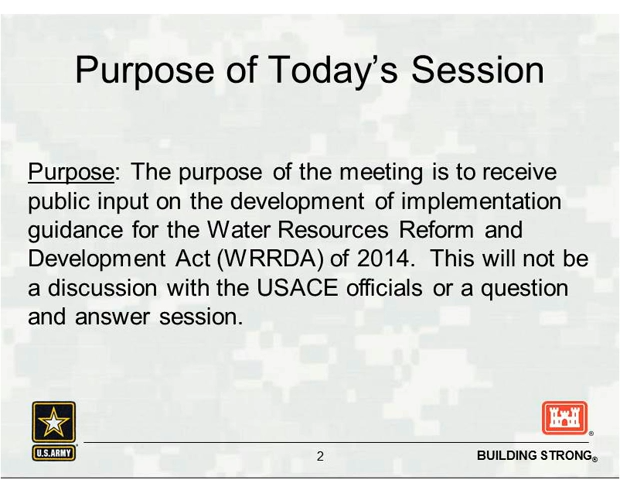 Purpose of Today’s Session
Purpose: The purpose of the meeting is to receive
public input on the development of implementation
guidance for the Water Resources Reform and
Development Act (WRRDA) of 2014. This will not be
a discussion with the USACE officials or a question
and answer session.
U.S.ARMY
®
2
BUILDING STRONG®